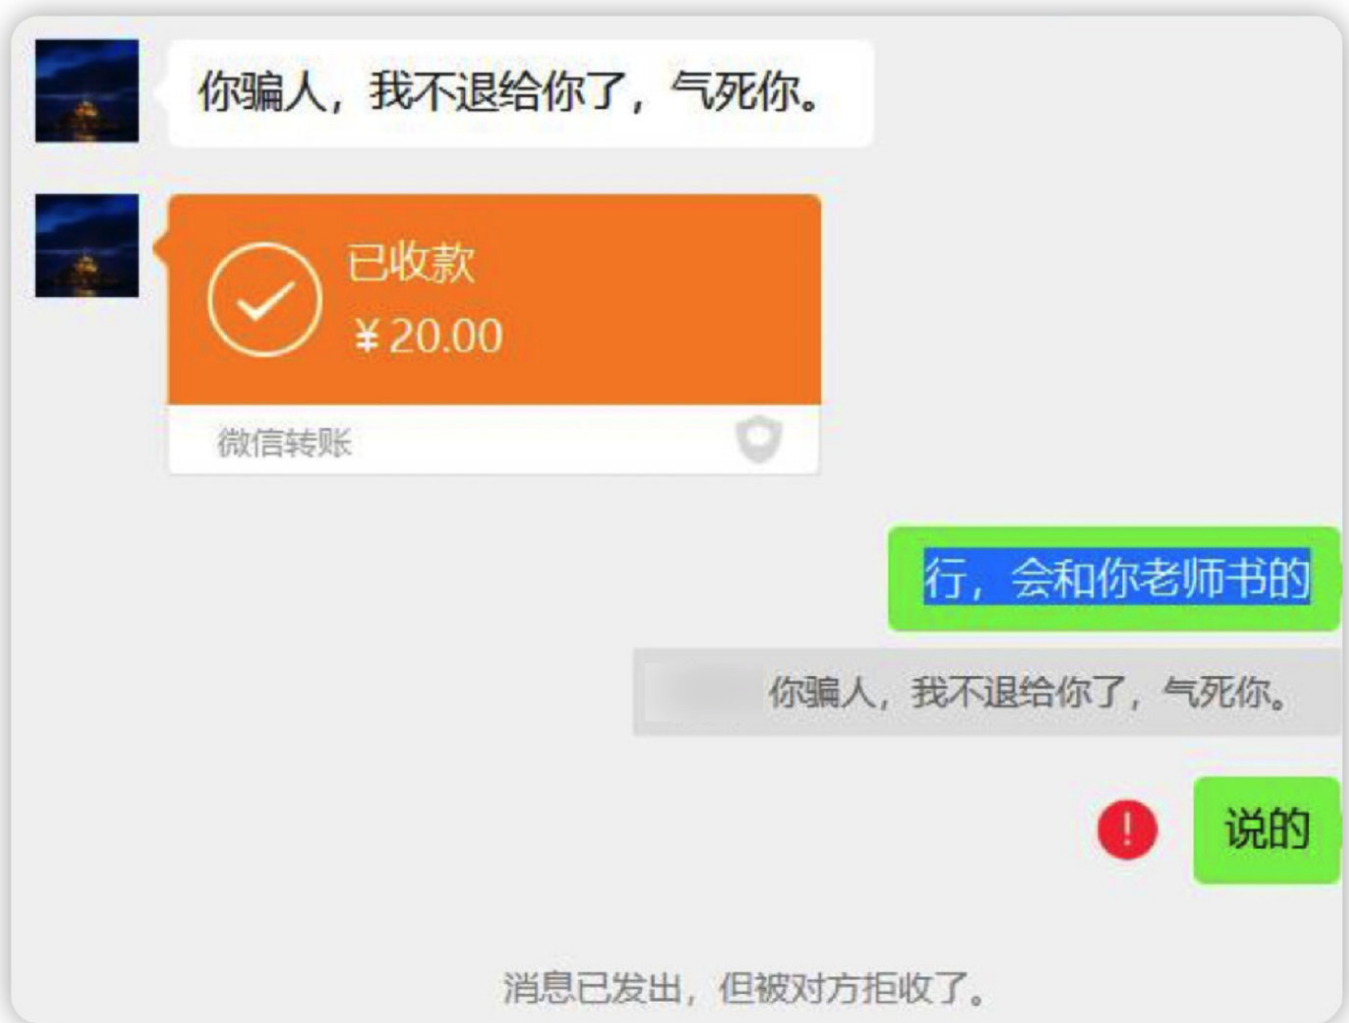 你骗人，我不退给你了，气死你。
已收款
¥20.00
微信转账
行，会和你老师书的
你骗人，我不退给你了，气死你。
!
说的
消息已发出，但被对方拒收了。